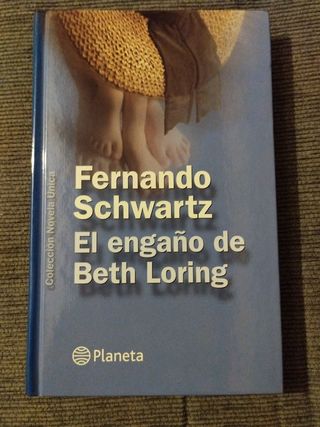 Fernando
Schwartz
El engaño de
Beth Loring
Colección Novela Única
Planeta